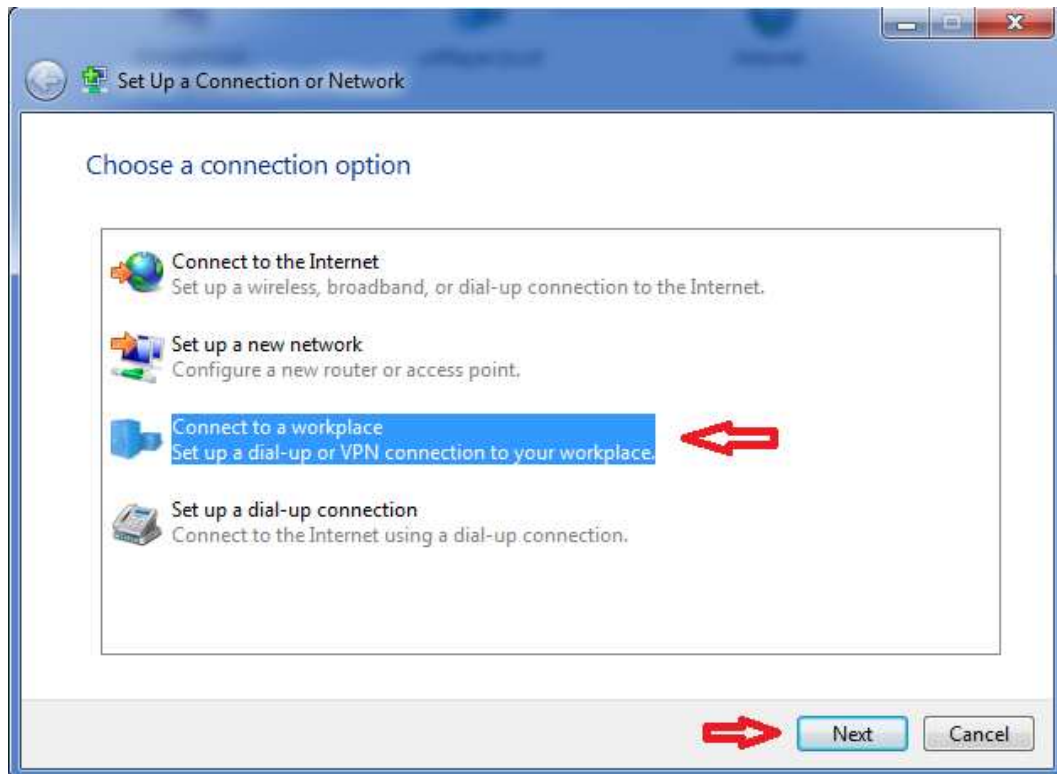 Set Up a Connection or Network
Choose a connection option
Connect to the Internet
Set up a wireless, broadband, or dial-up connection to the Internet.
Set up a new network
Configure a new router or access point.
Connect to a workplace
Set up a dial-up or VPN connection to your workplace.
Set up a dial-up connection
Connect to the Internet using a dial-up connection.
Next
Cancel